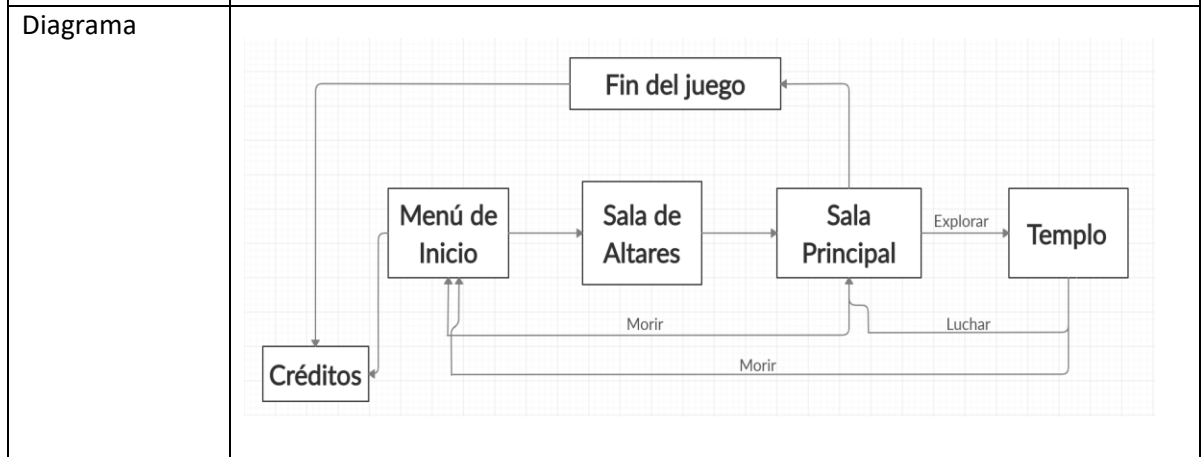 Diagrama
Fin del juego
Menú de
Inicio
Sala de
Altares
Sala
Principal
Explorar
Templo
Morir
Luchar
Morir
Créditos